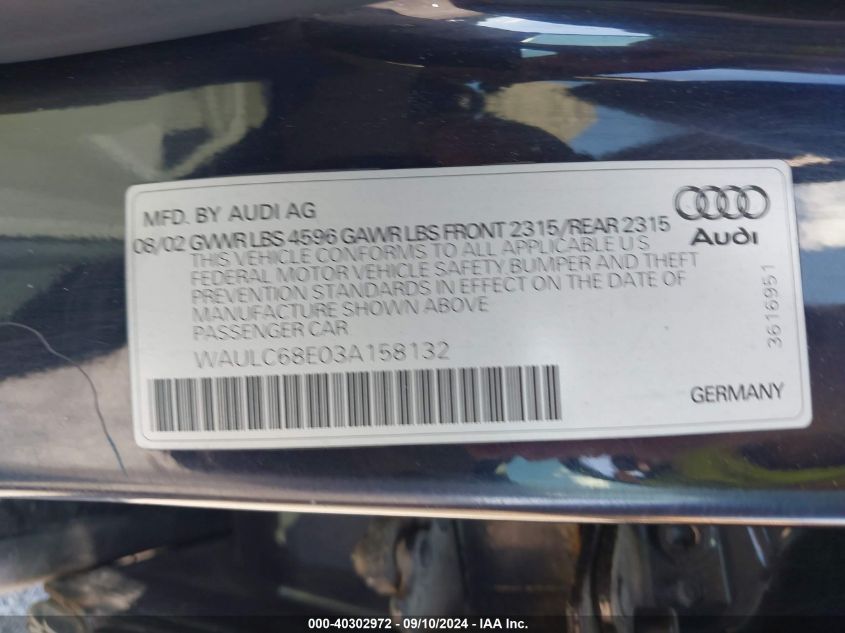 MFD. BY AUDI AG
08/02 GVWR LBS 4596 GAWR LBS FRONT 2315/REAR 2315
THIS VEHICLE CONFORMS TO ALL APPLICABLE U S
FEDERAL MOTOR VEHICLE SAFETY BUMPER AND THEFT
PREVENTION STANDARDS IN EFFECT ON THE DATE OF
MANUFACTURE SHOWN ABOVE
PASSENGER CAR
WAULC68E03A158132
Audi
3616951
GERMANY
000-40302972 - 09/10/2024 - IAA Inc.